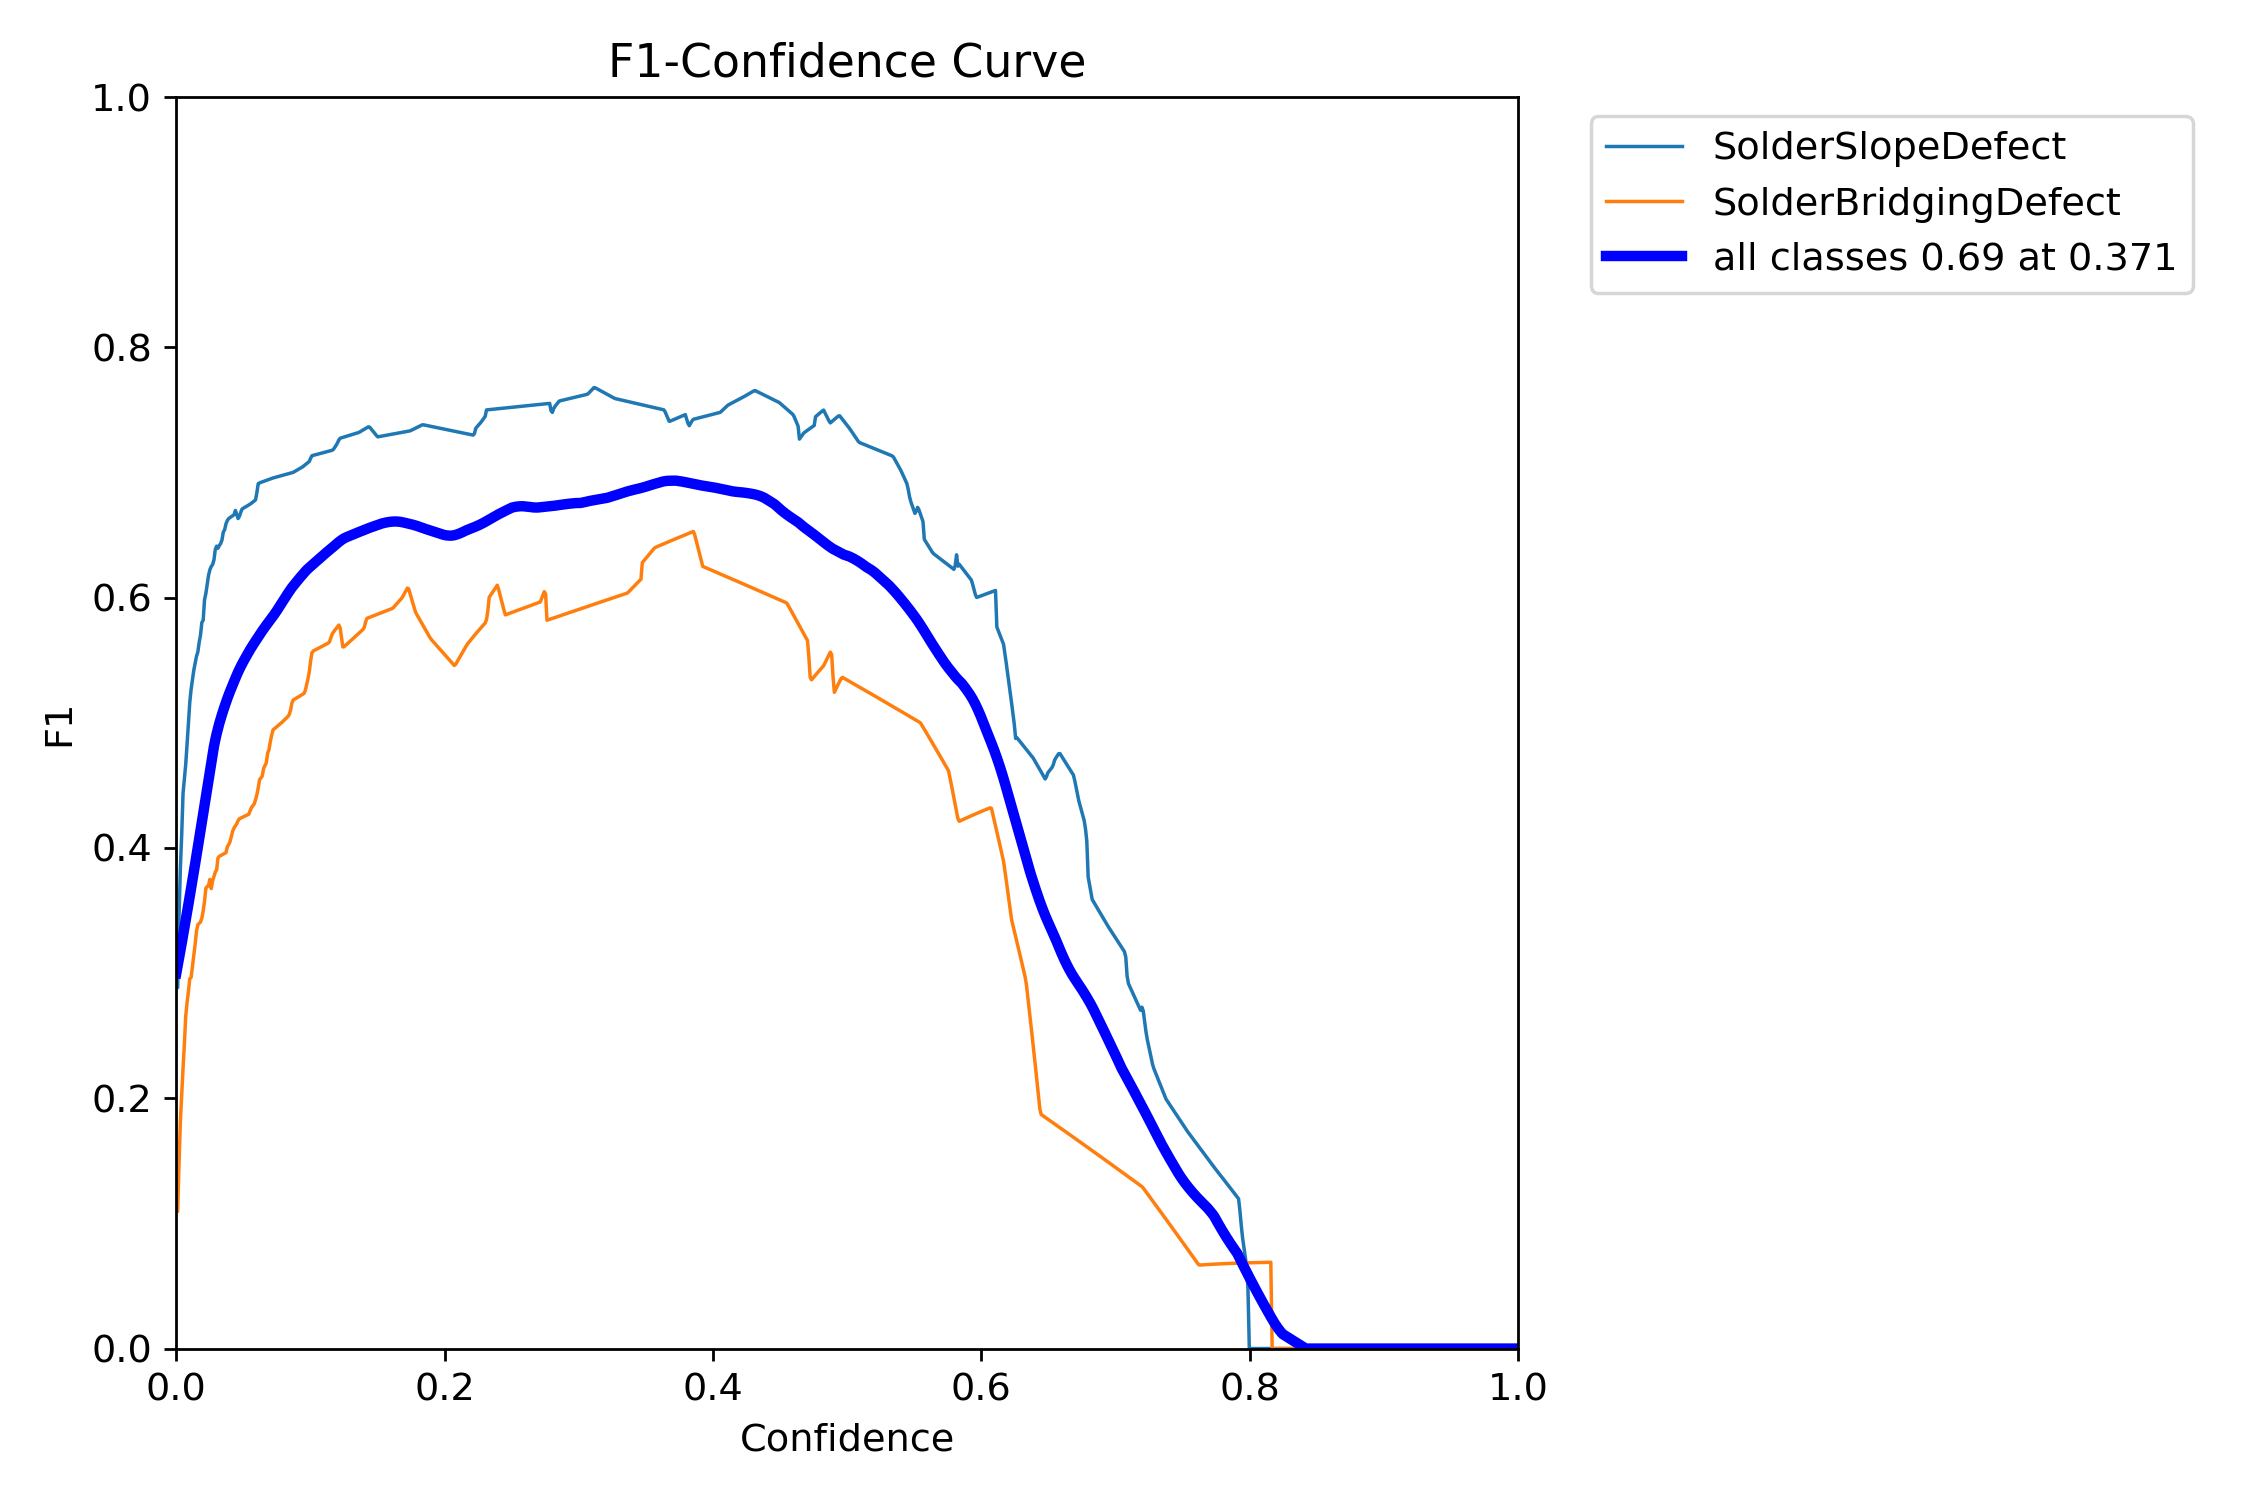 F1-Confidence Curve
1.0
0.8
0.6
0.4
0.2
0.0
F1
0.0 0.2 0.4 0.6 0.8 1.0
Confidence
SolderSlopeDefect
SolderBridgingDefect
all classes 0.69 at 0.371